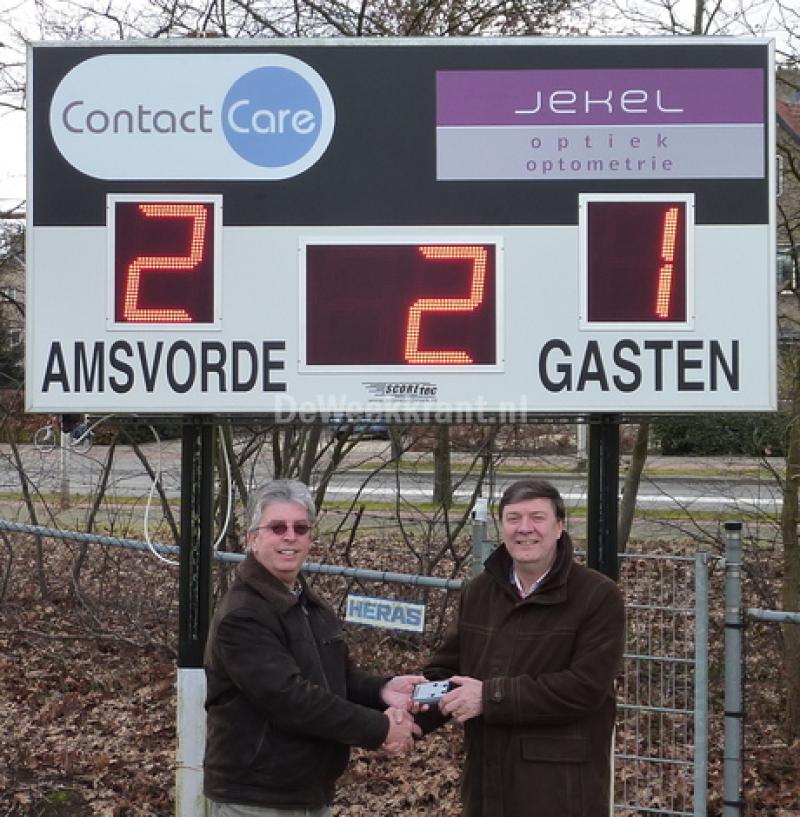 Contact Care
JEKEL
optiek
optometrie
2
2
1
AMSVORDE
GASTEN
SCORETEC
DeWeekkrant.nl
HERAS